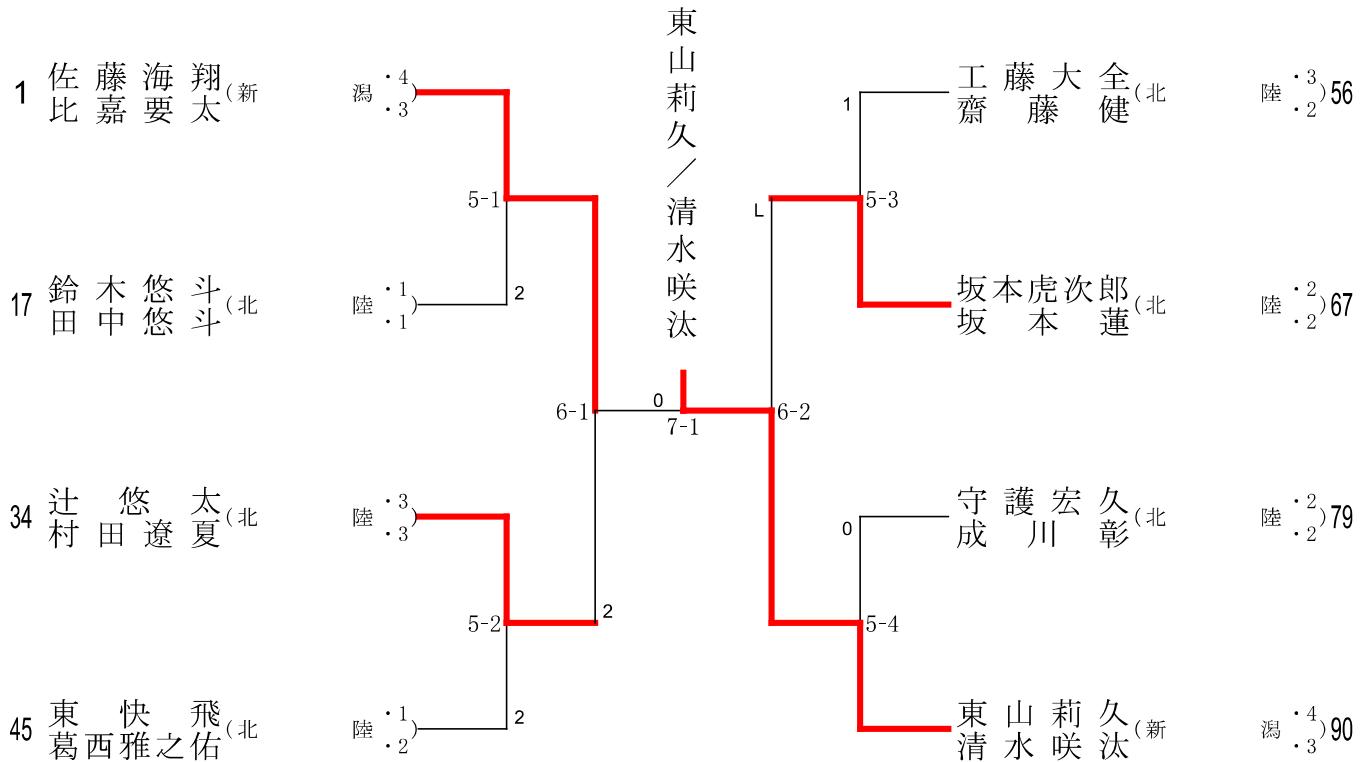 東山莉久／清水咲汰
1 佐藤海翔 (新 潟 ・4)
比嘉要太 ・3
5-1
17 鈴木悠斗 (北 陸 ・1)
田中悠斗 ・1
2
6-1
34 辻悠太 (北 陸 ・3)
村田遼夏 ・3
5-2
2
45 東快飛 (北 陸 ・1)
葛西雅之佑 ・2
2
0
7-1
工藤大全 (北 陸 ・3) 56
齋藤健 ・2
1
5-3
L
坂本虎次郎 (北 陸 ・2) 67
坂本蓮 ・2
6-2
守護宏久 (北 陸 ・2) 79
成川彰 ・2
0
5-4
東山莉久 (新 潟 ・4) 90
清水咲汰 ・3